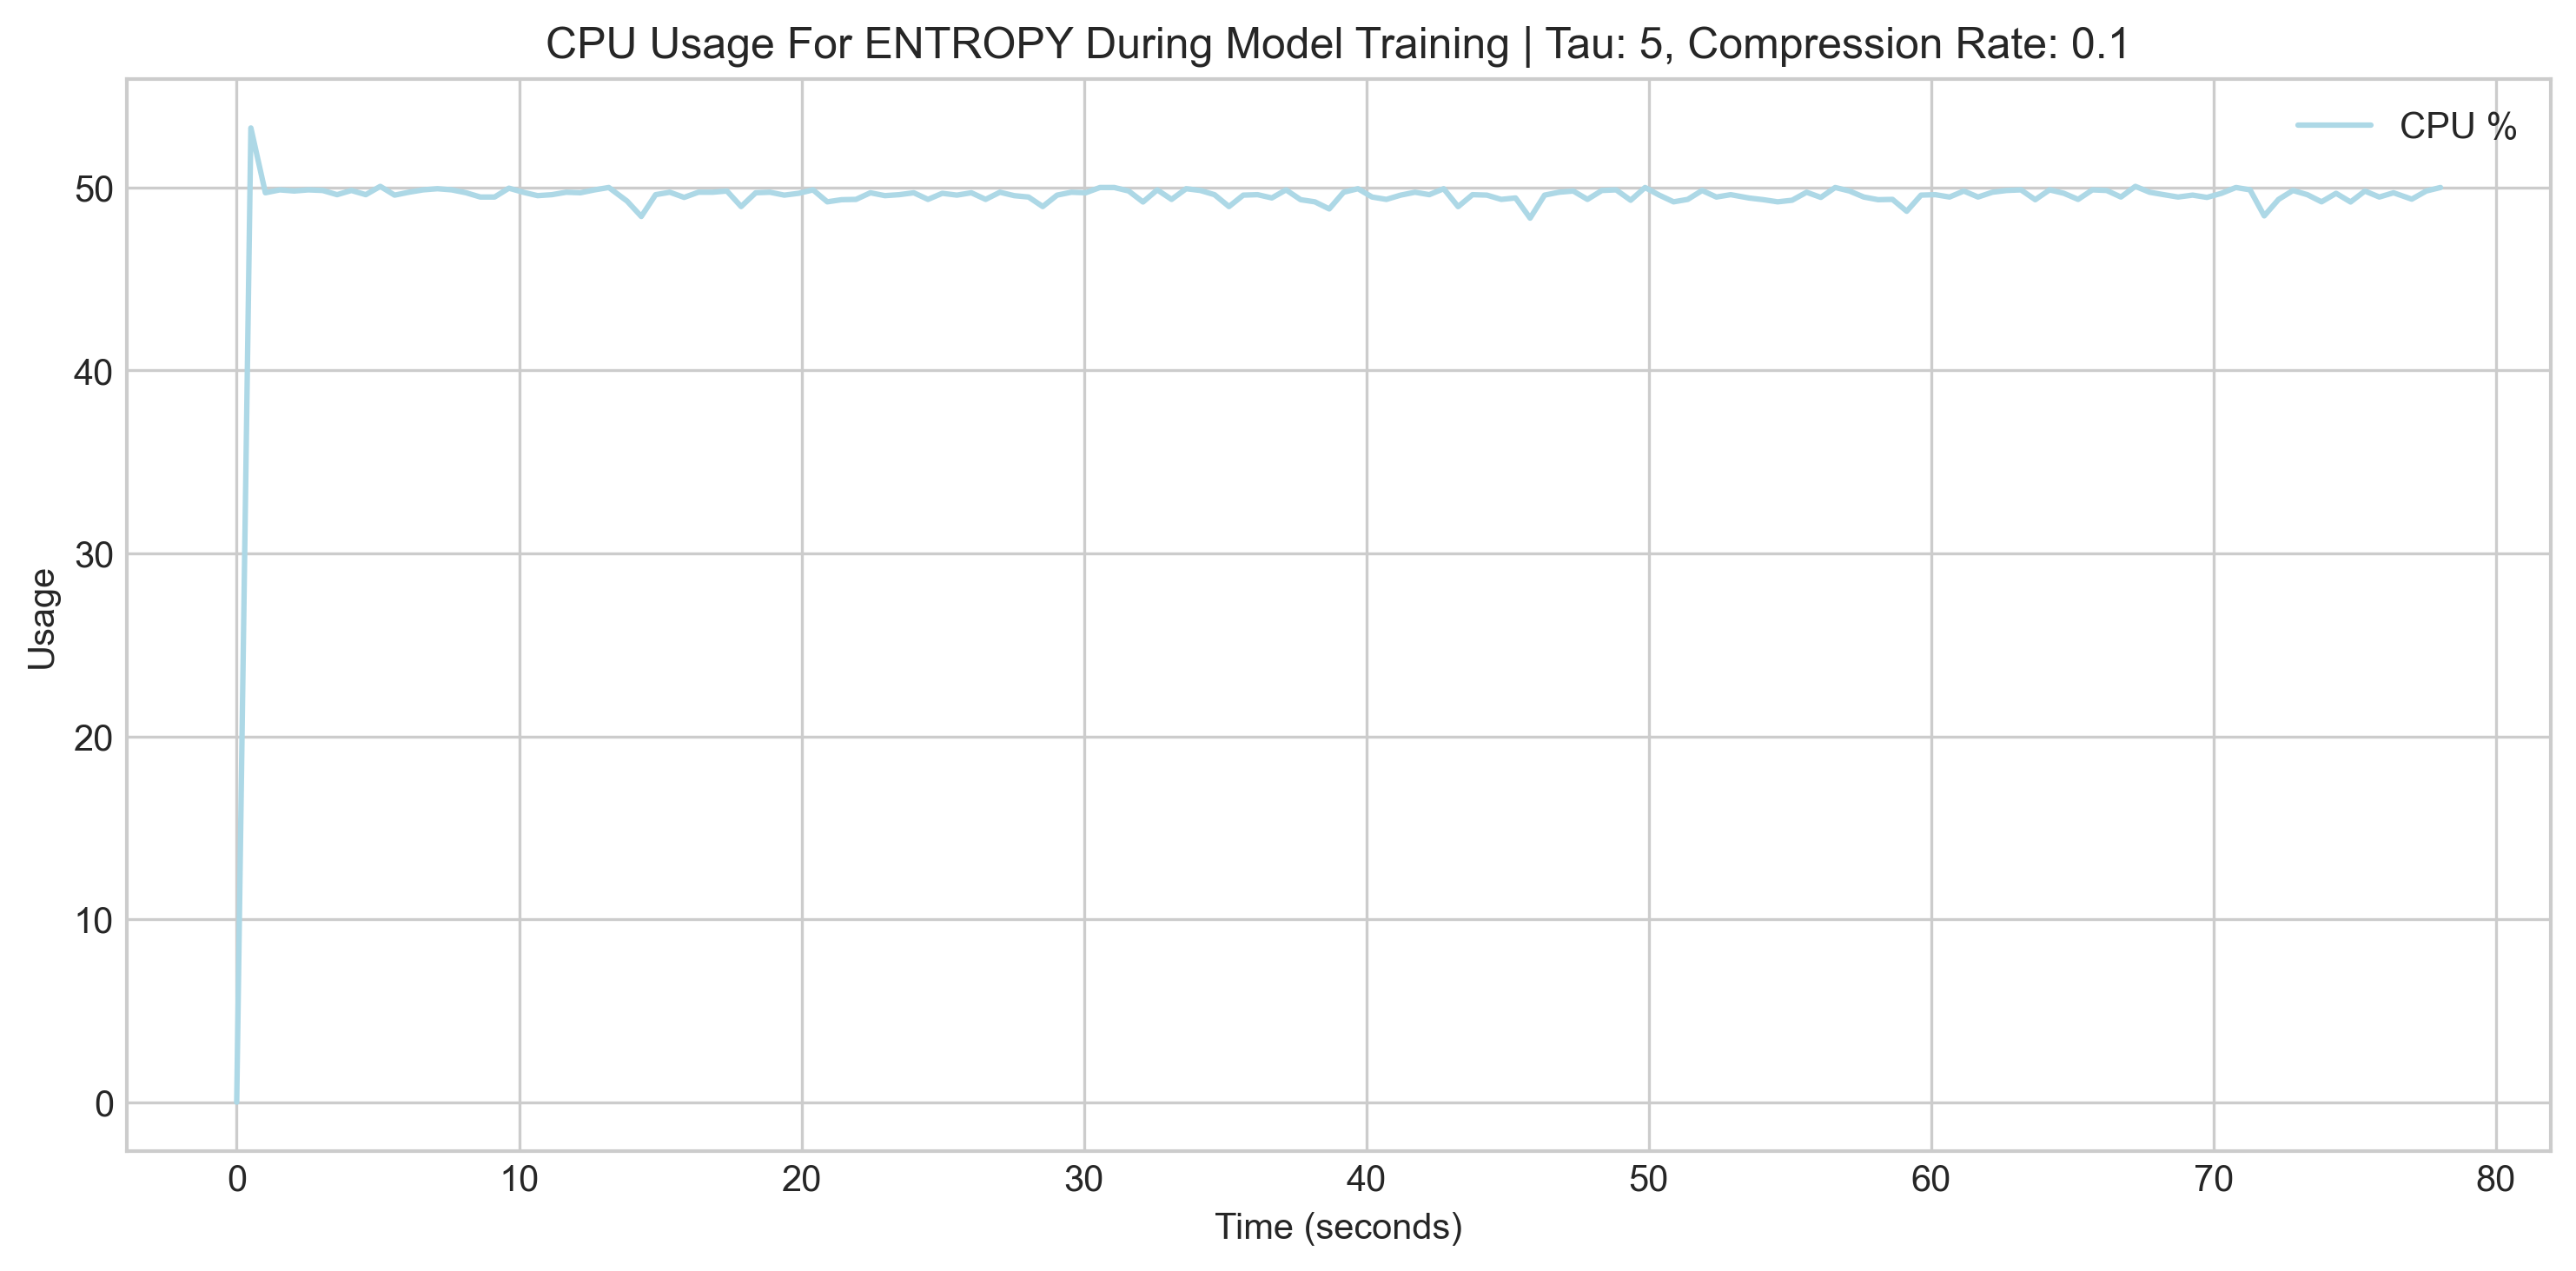 CPU Usage For ENTROPY During Model Training | Tau: 5, Compression Rate: 0.1
CPU %
50
40
30
20
10
0
Usage
0 10 20 30 40 50 60 70 80
Time (seconds)